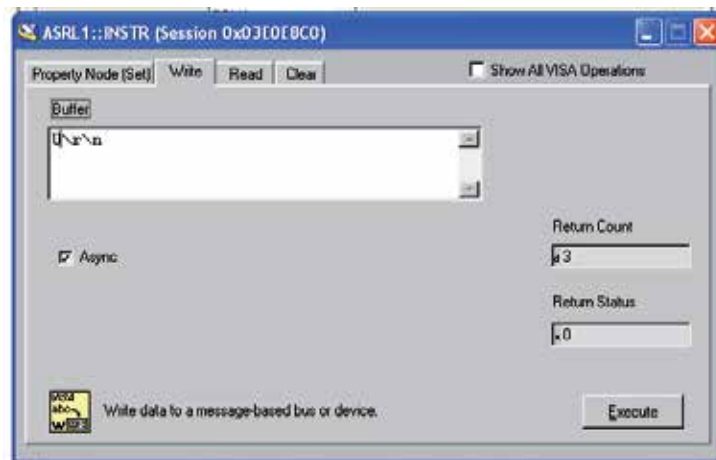 ASRL1::INSTR (Session 0x03E0E8C0)
Property Node (Set) Write Read Clear Show All VISA Operations
Buffer
U\r\n
Return Count
d 3
Async
Return Status
x 0
Write data to a message-based bus or device.
Execute